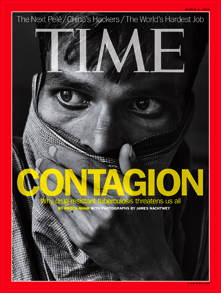 The Next Pelé / China's Hackers / The World's Hardest Job
TIME
CONTAGION
Why drug-resistant tuberculosis threatens us all
WITH PHOTOGRAPHS BY JAMES NACHTWEY